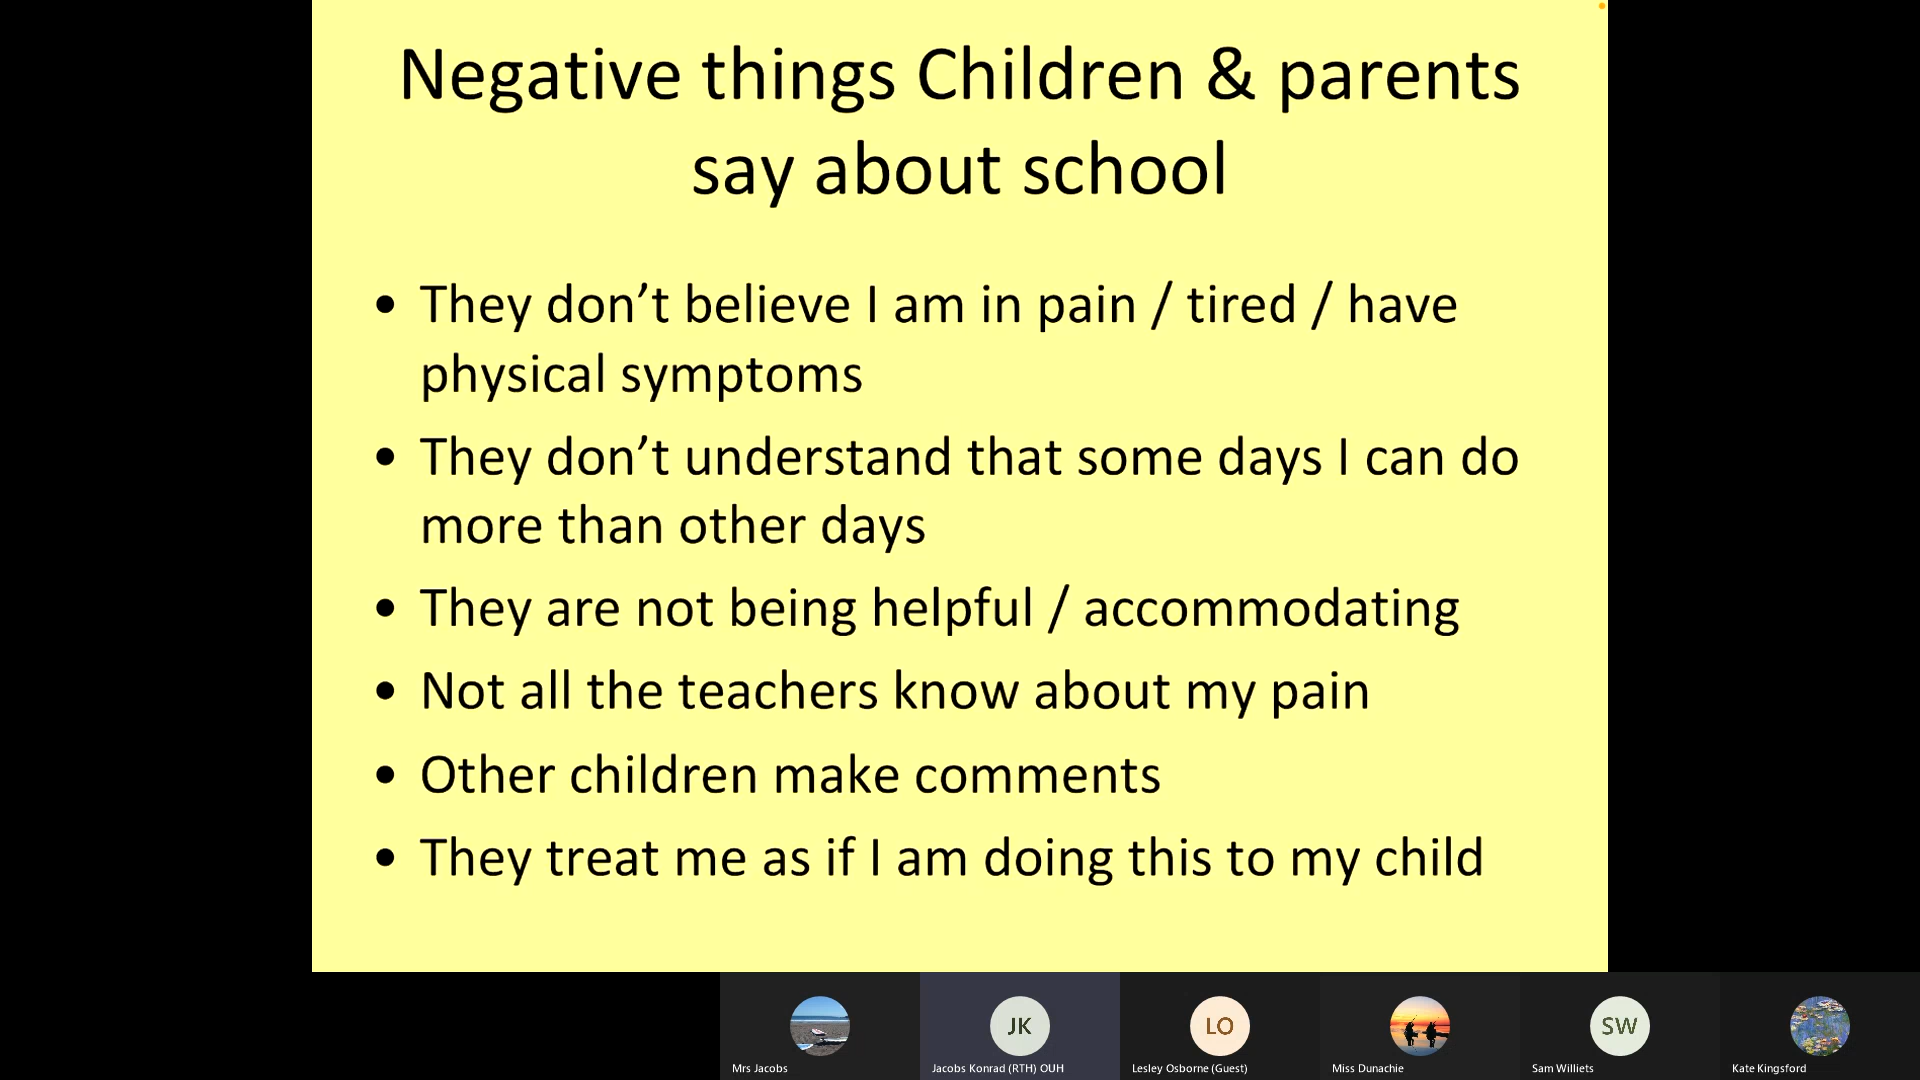 Negative things Children & parents
say about school
• They don’t believe I am in pain / tired / have
physical symptoms
• They don’t understand that some days I can do
more than other days
• They are not being helpful / accommodating
• Not all the teachers know about my pain
• Other children make comments
• They treat me as if I am doing this to my child
JK
LO
SW
Mrs Jacobs
Jacobs Konrad (RTH) OUH
Lesley Osborne (Guest)
Miss Dunachie
Sam Williets
Kate Kingsford